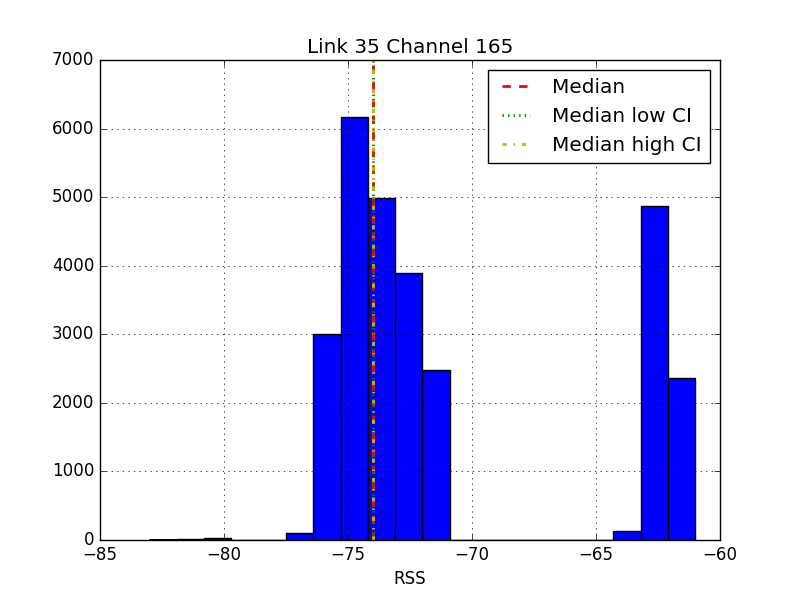 Link 35 Channel 165
7000
6000
5000
4000
3000
2000
1000
0
Median
Median low CI
Median high CI
−85 −80 −75 −70 −65 −60
RSS